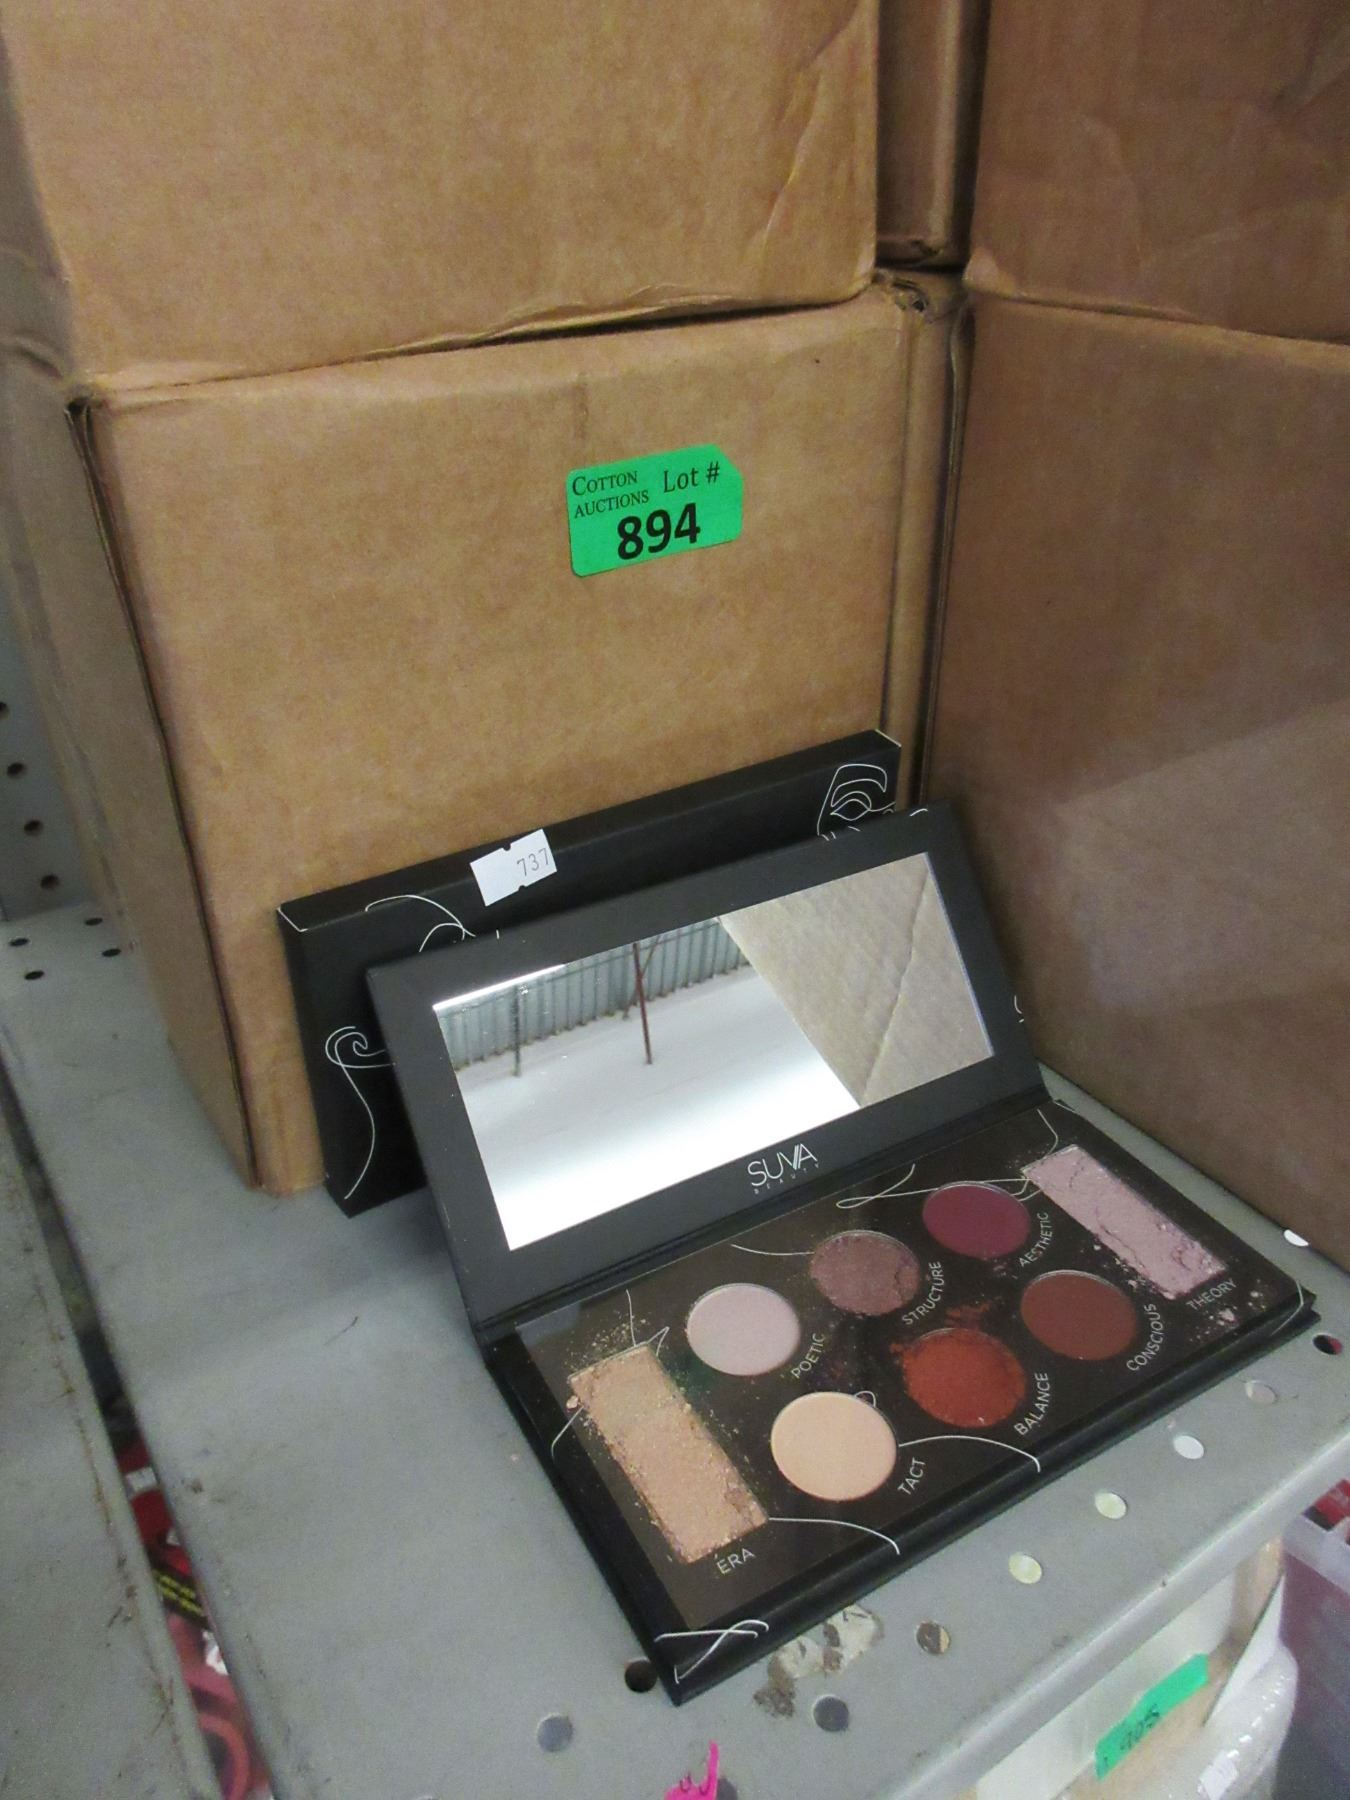 COTTON Lot #
AUCTIONS
894
737
SUVA
BEAUTY
AESTHETIC
STRUCTURE
THEORY
POETIC
CONSCIOUS
BALANCE
TACT
ERA